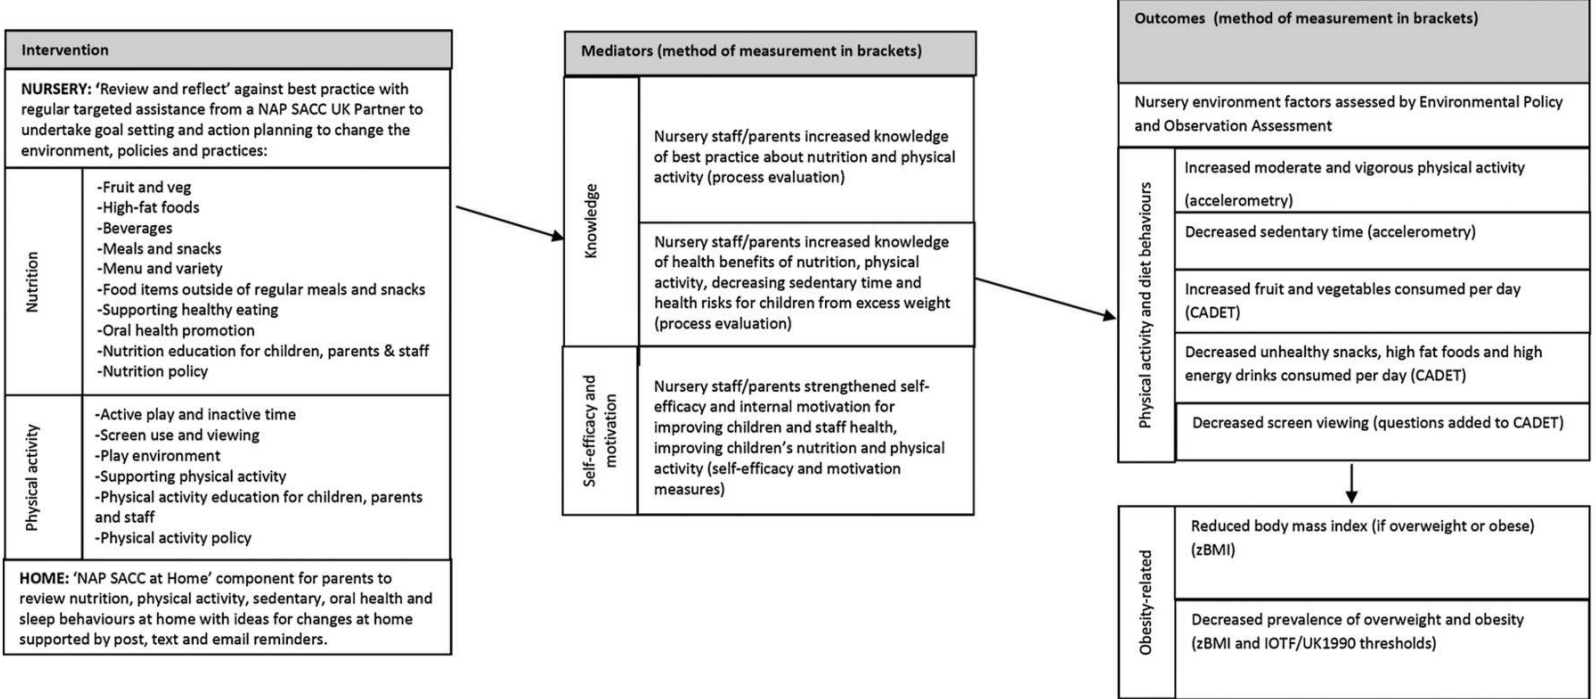 Intervention
NURSERY: ‘Review and reflect’ against best practice with
regular targeted assistance from a NAP SACC UK Partner to
undertake goal setting and action planning to change the
environment, policies and practices:
Nutrition
-Fruit and veg
-High-fat foods
-Beverages
-Meals and snacks
-Menu and variety
-Food items outside of regular meals and snacks
-Supporting healthy eating
-Oral health promotion
-Nutrition education for children, parents & staff
-Nutrition policy
Physical activity
-Active play and inactive time
-Screen use and viewing
-Play environment
-Supporting physical activity
-Physical activity education for children, parents
and staff
-Physical activity policy
HOME: ‘NAP SACC at Home’ component for parents to
review nutrition, physical activity, sedentary, oral health and
sleep behaviours at home with ideas for changes at home
supported by post, text and email reminders.
Mediators (method of measurement in brackets)
Knowledge
Nursery staff/parents increased knowledge
of best practice about nutrition and physical
activity (process evaluation)
Nursery staff/parents increased knowledge
of health benefits of nutrition, physical
activity, decreasing sedentary time and
health risks for children from excess weight
(process evaluation)
Self-efficacy and
motivation
Nursery staff/parents strengthened self-
efficacy and internal motivation for
improving children and staff health,
improving children’s nutrition and physical
activity (self-efficacy and motivation
measures)
Outcomes (method of measurement in brackets)
Nursery environment factors assessed by Environmental Policy
and Observation Assessment
Physical activity and diet behaviours
Increased moderate and vigorous physical activity
(accelerometry)
Decreased sedentary time (accelerometry)
Increased fruit and vegetables consumed per day
(CADET)
Decreased unhealthy snacks, high fat foods and high
energy drinks consumed per day (CADET)
Decreased screen viewing (questions added to CADET)
Obesity-related
Reduced body mass index (if overweight or obese)
(zBMI)
Decreased prevalence of overweight and obesity
(zBMI and IOTF/UK1990 thresholds)